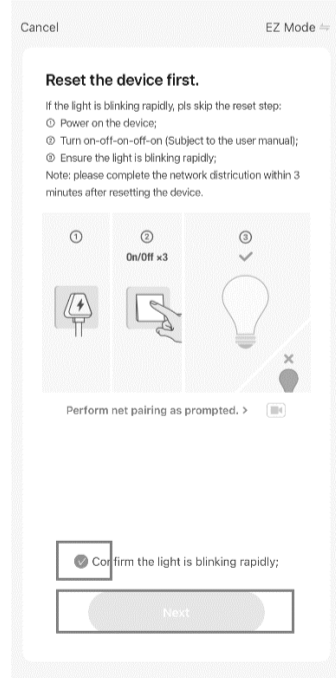 Cancel
EZ Mode
Reset the device first.
If the light is blinking rapidly, pls skip the reset step:
① Power on the device;
② Turn on-off-on-off-on (Subject to the user manual);
③ Ensure the light is blinking rapidly;
Note: please complete the network districution within 3
minutes after resetting the device.
①
②
③
On/Off ×3
Perform net pairing as prompted. >
Confirm the light is blinking rapidly;
Next